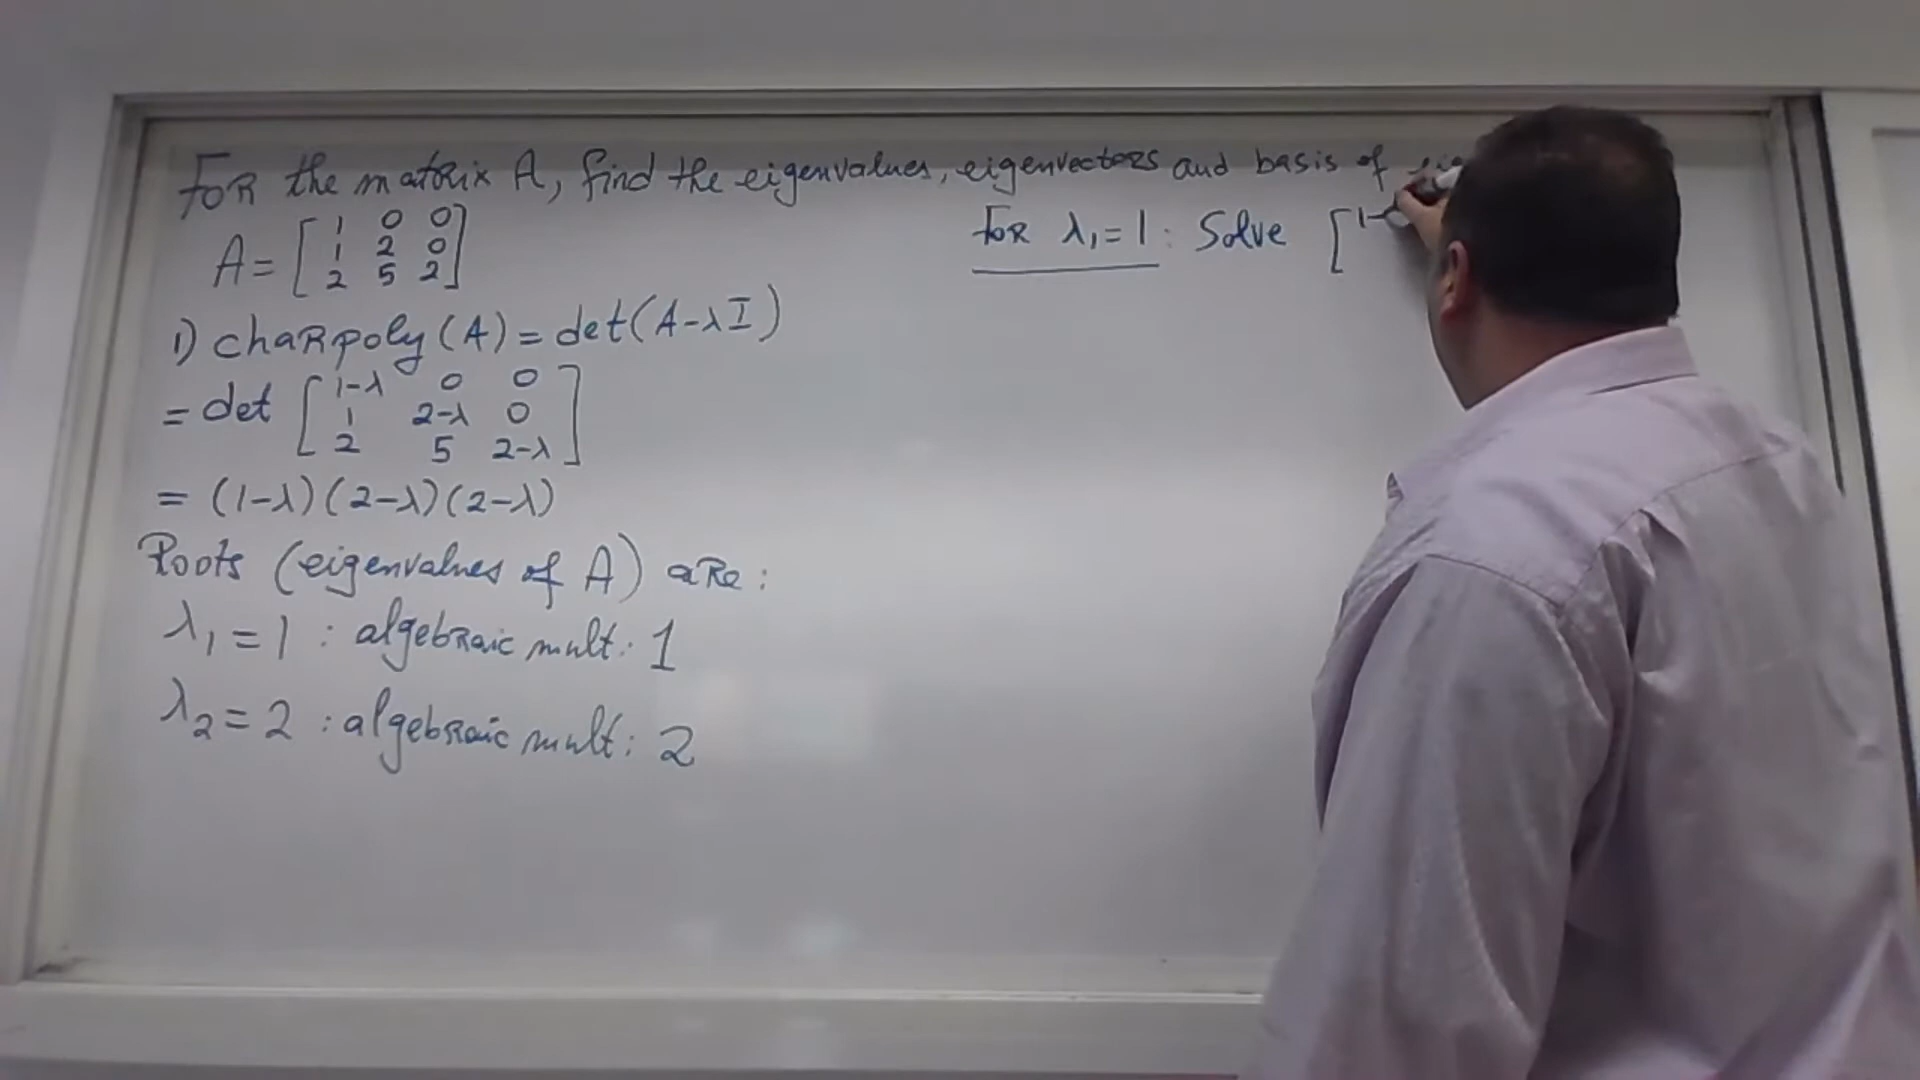 For the matrix A, find the eigenvalues, eigenvectors and basis of
A = [ 1 0 0
1 2 0
2 5 2 ]
1) charpoly (A) = det (A-λI)
= det [ 1-λ 0 0
1 2-λ 0
2 5 2-λ ]
= (1-λ) (2-λ) (2-λ)
Roots (eigenvalues of A) are:
λ₁ = 1 : algebraic mult: 1
λ₂ = 2 : algebraic mult: 2
For λ₁ = 1 : Solve [ 1-